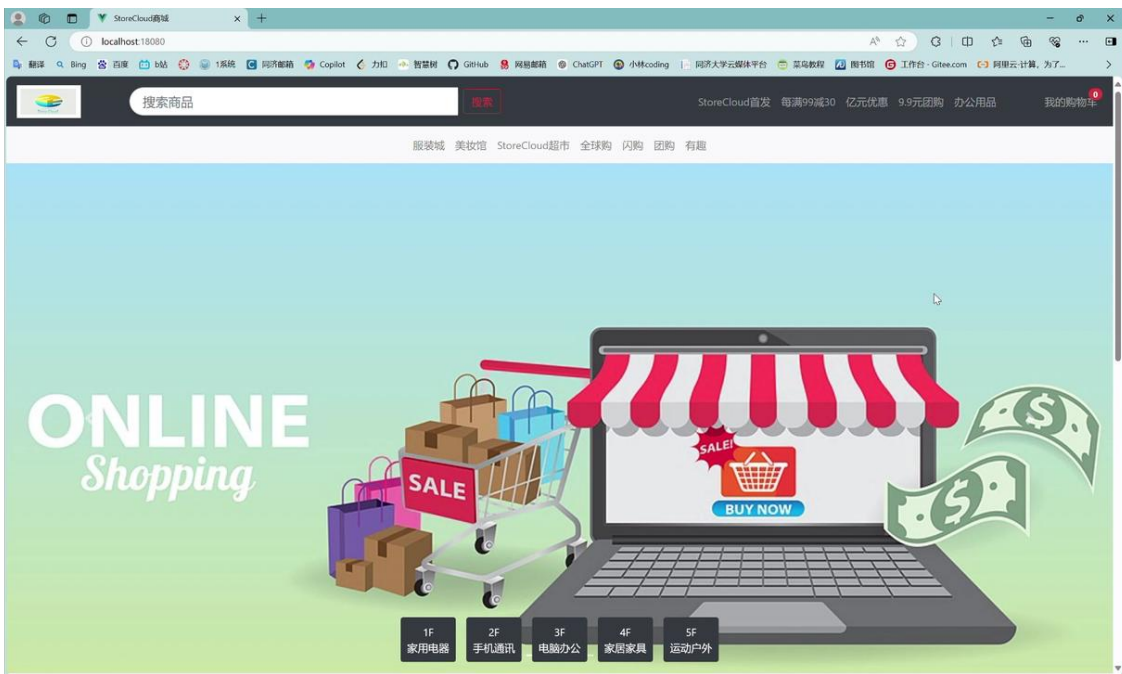 StoreCloud商城
localhost:18080
翻译 Bing 百度 b站 1系统 同济邮箱 Copilot 力扣 智慧树 GitHub 网易邮箱 ChatGPT 小林coding 同济大学云媒体平台 菜鸟教程 图书馆 工作台 - Gitee.com 阿里云-计算，为了...
搜索商品 搜索 StoreCloud首发 每满99减30 亿元优惠 9.9元团购 办公用品 我的购物车 0
服装城 美妆馆 StoreCloud超市 全球购 闪购 团购 有趣
ONLINE
Shopping
SALE
SALE!
BUY NOW
1F 2F 3F 4F 5F
家用电器 手机通讯 电脑办公 家居家具 运动户外